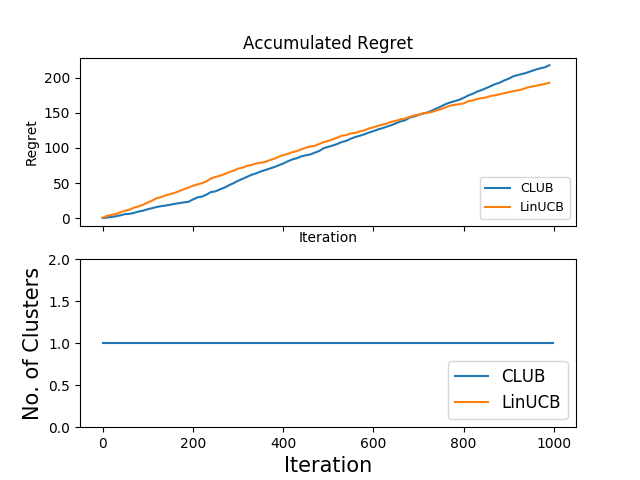 Accumulated Regret
Regret
200
150
100
50
0
CLUB
LinUCB
Iteration
No. of Clusters
2.0
1.5
1.0
0.5
0.0
CLUB
LinUCB
0 200 400 600 800 1000
Iteration